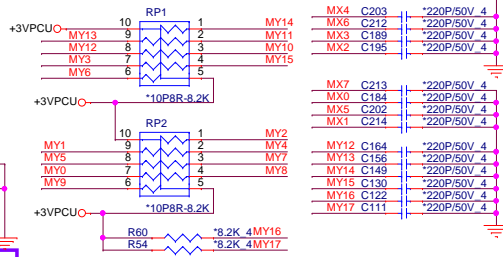 RP1
+3VPCU 10 1 MY14
MY13 9 2 MY11
MY12 8 3 MY10
MY3 7 4 MY15
MY6 6 5
+3VPCU *10P8R-8.2K
RP2
10 1 MY2
MY1 9 2 MY4
MY5 8 3 MY7
MY0 7 4 MY8
MY9 6 5
+3VPCU *10P8R-8.2K
R60 *8.2K_4 MY16
R54 *8.2K_4 MY17
MX4 C203 *220P/50V_4
MX6 C212 *220P/50V_4
MX3 C189 *220P/50V_4
MX2 C195 *220P/50V_4
MX7 C213 *220P/50V_4
MX0 C184 *220P/50V_4
MX5 C202 *220P/50V_4
MX1 C214 *220P/50V_4
MY12 C164 *220P/50V_4
MY13 C156 *220P/50V_4
MY14 C149 *220P/50V_4
MY15 C130 *220P/50V_4
MY16 C122 *220P/50V_4
MY17 C111 *220P/50V_4